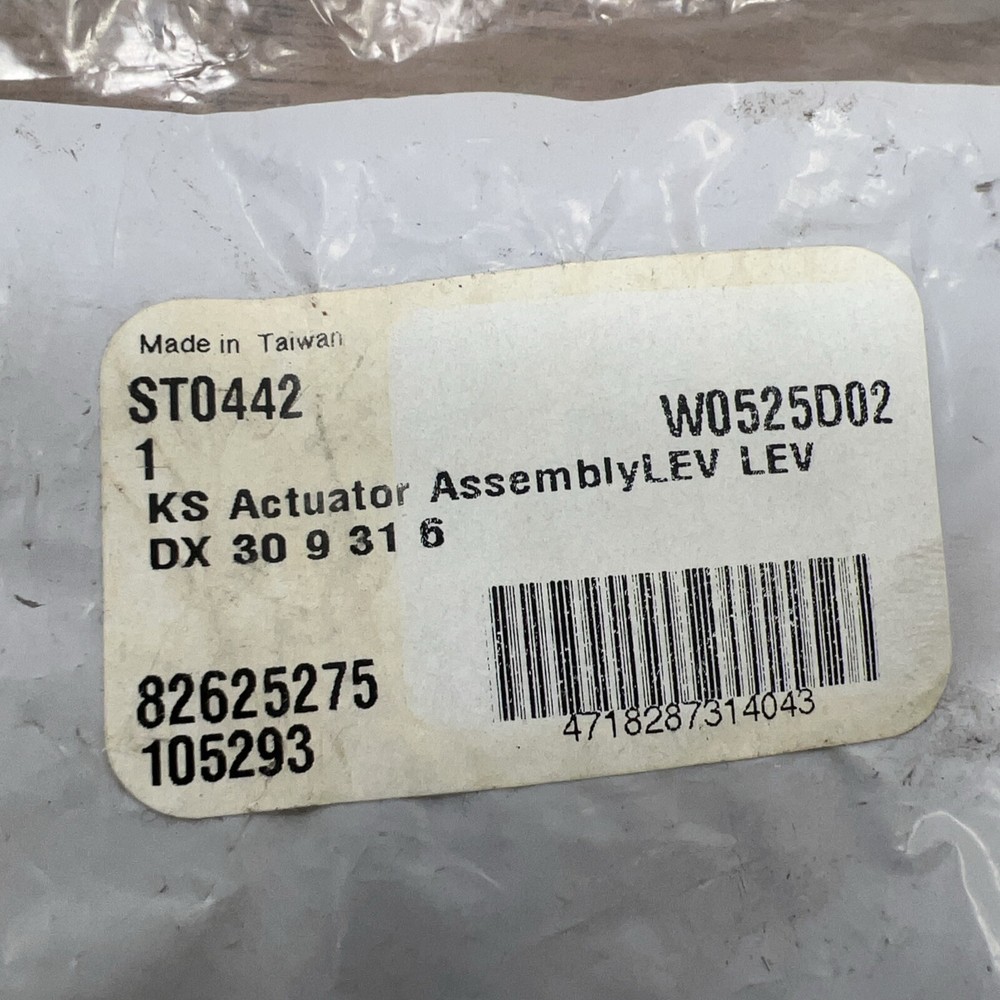 Made in Taiwan
ST0442
W0525D02
1
KS Actuator AssemblyLEV LEV
DX 30 9 31 6
82625275
105293
4718287314043